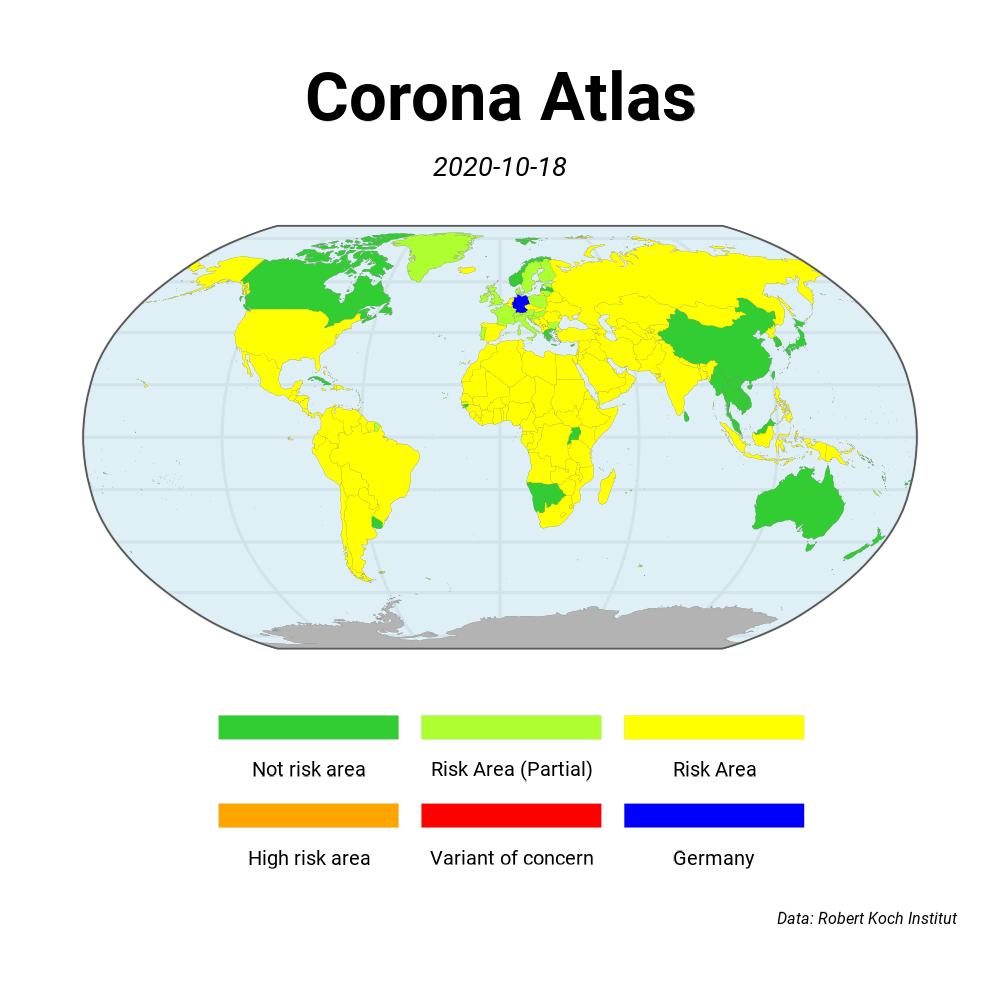 Corona Atlas
2020-10-18
Not risk area
Risk Area (Partial)
Risk Area
High risk area
Variant of concern
Germany
Data: Robert Koch Institut